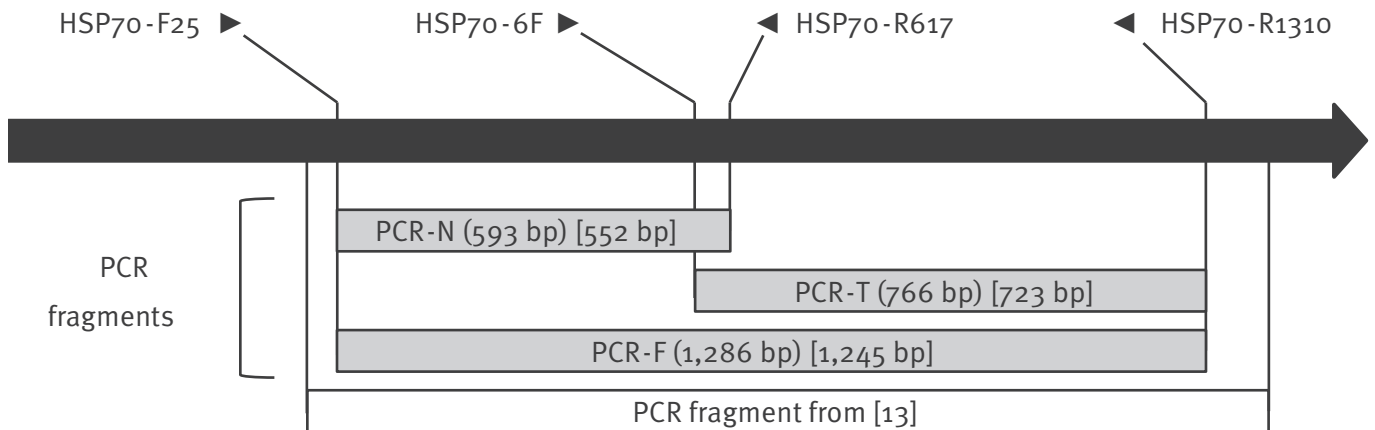 HSP70-F25 ►
HSP70-6F ►
◄ HSP70-R617
◄ HSP70-R1310
PCR-N (593 bp) [552 bp]
PCR
fragments
PCR-T (766 bp) [723 bp]
PCR-F (1,286 bp) [1,245 bp]
PCR fragment from [13]